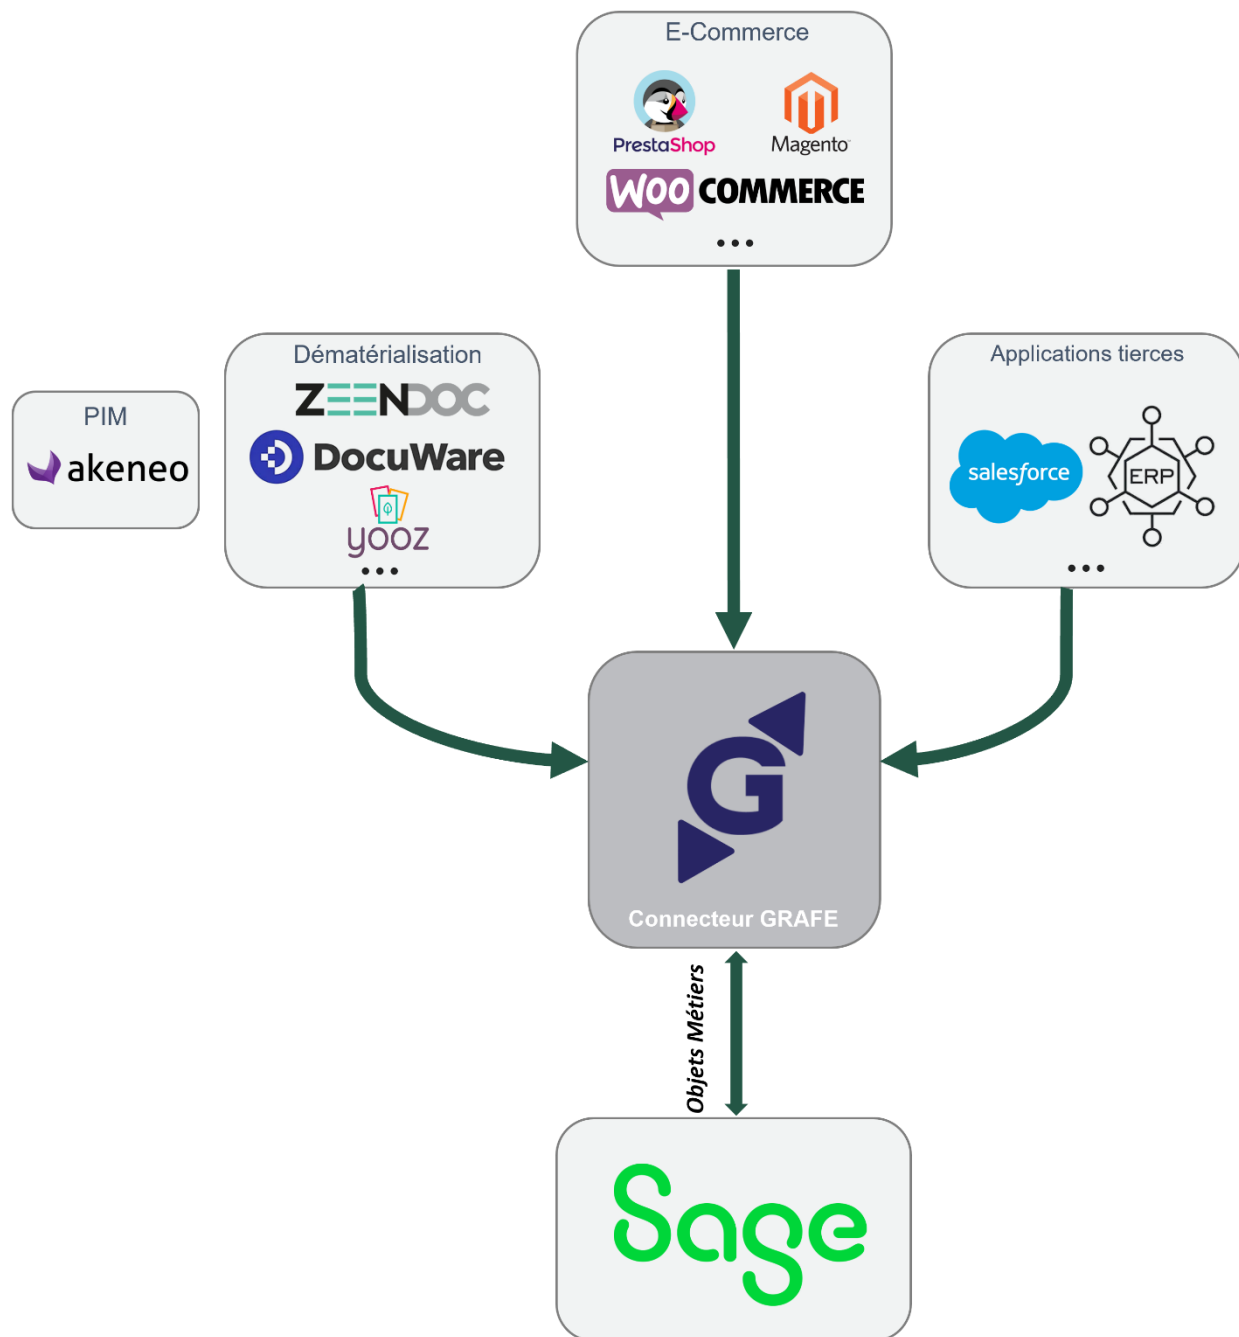 E-Commerce
PrestaShop
Magento™
WOO COMMERCE
...
Dématérialisation
ZEENDOC
DocuWare
yooz
...
PIM
akeneo
Applications tierces
salesforce
ERP
...
G
Connecteur GRAFE
Objets Métiers
Sage